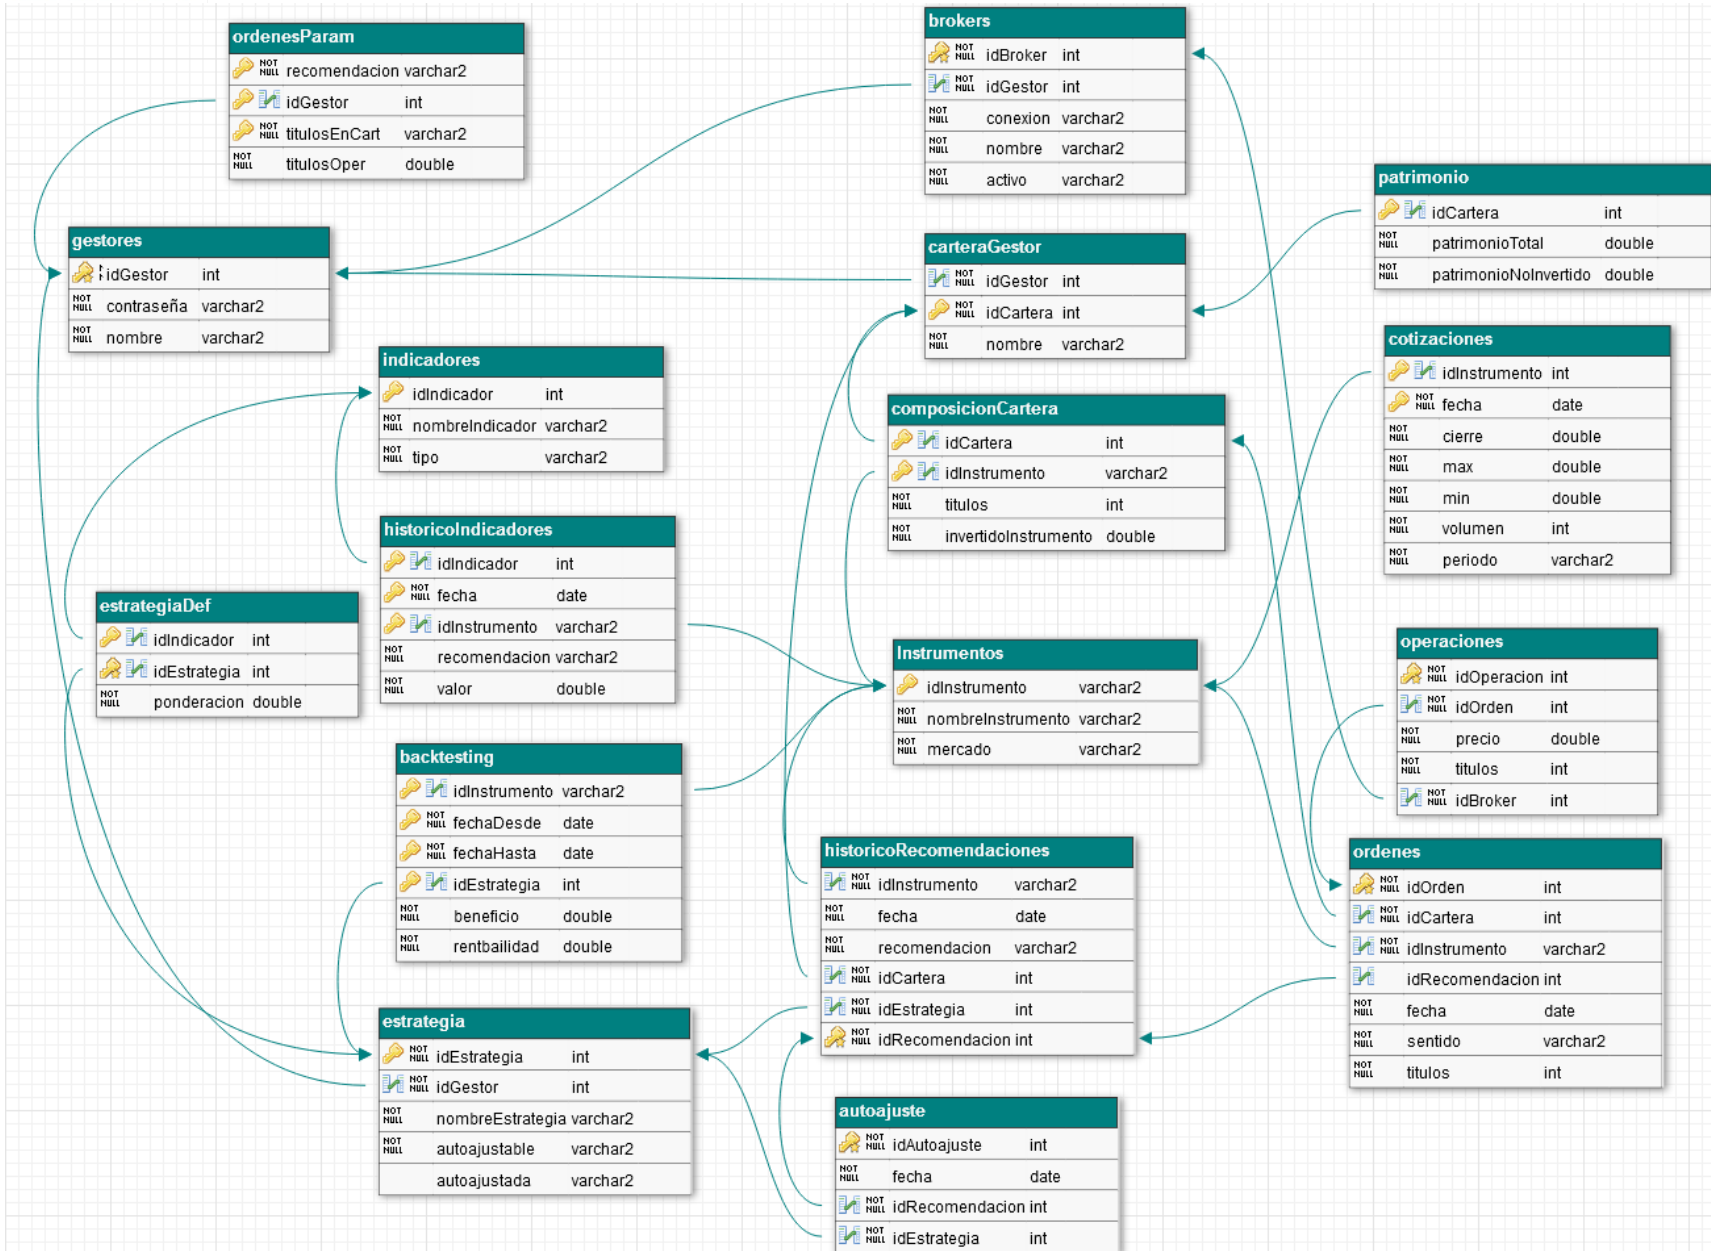 ordenesParam
NOT NULL recomendacion varchar2
idGestor int
NOT NULL titulosEnCart varchar2
NOT NULL titulosOper double
brokers
NOT NULL idBroker int
NOT NULL idGestor int
NOT NULL conexion varchar2
NOT NULL nombre varchar2
NOT NULL activo varchar2
patrimonio
idCartera int
NOT NULL patrimonioTotal double
NOT NULL patrimonioNoInvertido double
gestores
idGestor int
NOT NULL contraseña varchar2
NOT NULL nombre varchar2
carteraGestor
idGestor int
NOT NULL idCartera int
NOT NULL nombre varchar2
cotizaciones
idInstrumento int
NOT NULL fecha date
NOT NULL cierre double
NOT NULL max double
NOT NULL min double
NOT NULL volumen int
NOT NULL periodo varchar2
indicadores
idIndicador int
NOT NULL nombreIndicador varchar2
NOT NULL tipo varchar2
composicionCartera
idCartera int
idInstrumento varchar2
NOT NULL titulos int
NOT NULL invertidoInstrumento double
historicoIndicadores
idIndicador int
NOT NULL fecha date
idInstrumento varchar2
NOT NULL recomendacion varchar2
NOT NULL valor double
estrategiaDef
idIndicador int
idEstrategia int
NOT NULL ponderacion double
Instrumentos
idInstrumento varchar2
NOT NULL nombreInstrumento varchar2
NOT NULL mercado varchar2
operaciones
NOT NULL idOperacion int
NOT NULL idOrden int
NOT NULL precio double
NOT NULL titulos int
NOT NULL idBroker int
backtesting
idInstrumento varchar2
NOT NULL fechaDesde date
NOT NULL fechaHasta date
idEstrategia int
NOT NULL beneficio double
NOT NULL rentbailidad double
historicoRecomendaciones
NOT NULL idInstrumento varchar2
NOT NULL fecha date
NOT NULL recomendacion varchar2
NOT NULL idCartera int
NOT NULL idEstrategia int
NOT NULL idRecomendacion int
ordenes
NOT NULL idOrden int
NOT NULL idCartera int
NOT NULL idInstrumento varchar2
idRecomendacion int
NOT NULL fecha date
NOT NULL sentido varchar2
NOT NULL titulos int
estrategia
NOT NULL idEstrategia int
NOT NULL idGestor int
NOT NULL nombreEstrategia varchar2
NOT NULL autoajustable varchar2
autoajustada varchar2
autoajuste
NOT NULL idAutoajuste int
NOT NULL fecha date
NOT NULL idRecomendacion int
NOT NULL idEstrategia int